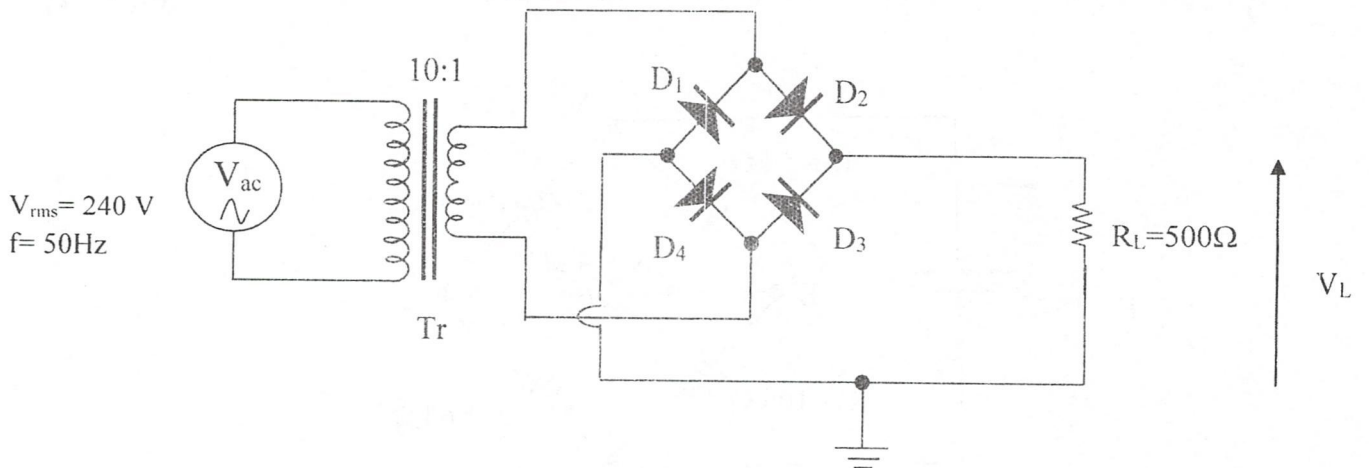 10:1
D₁
D₂
Vac
Vrms= 240 V
f= 50Hz
D₄
D₃
RL=500Ω
VL
Tr